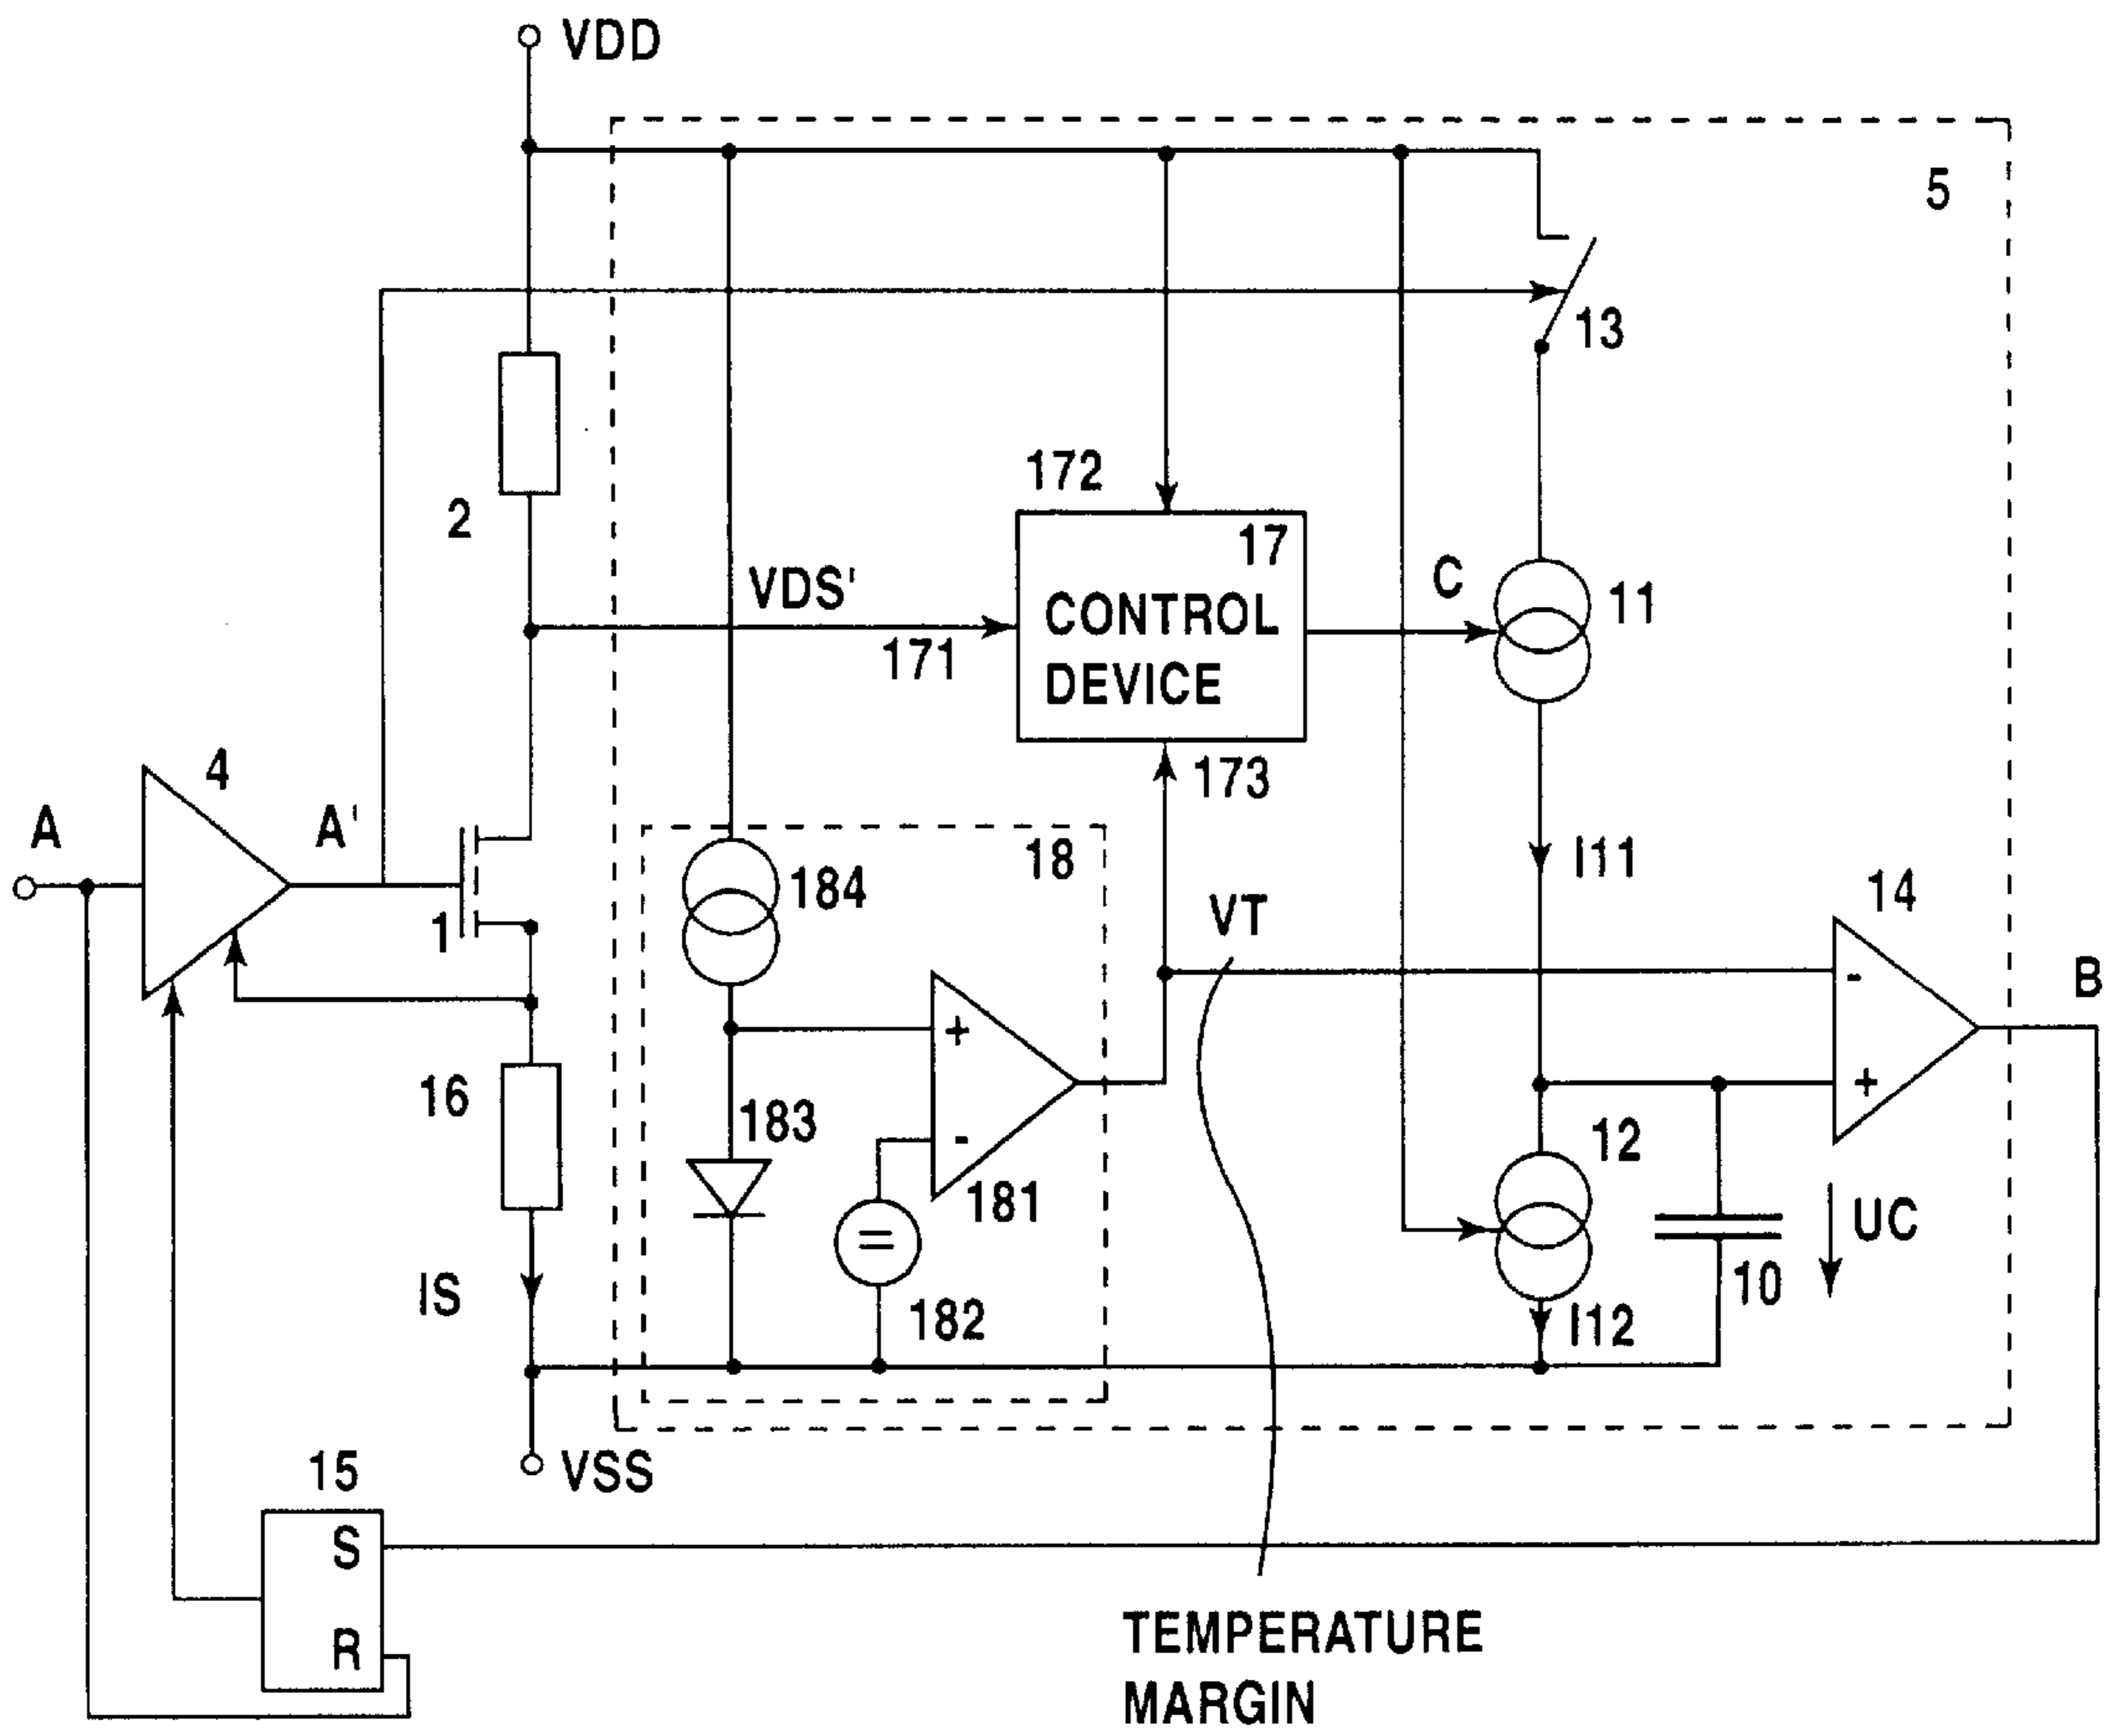 VDD
5
13
2
172
17
VDS'
171
CONTROL
DEVICE
C
11
4
A
A'
173
I11
18
184
1
VT
14
-
B
+
16
183
+
12
-
181
UC
10
IS
182
I12
VSS
15
S
R
TEMPERATURE
MARGIN